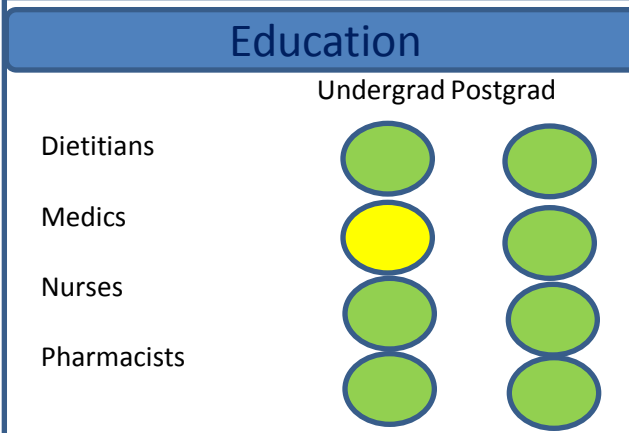 Education
Undergrad Postgrad
Dietitians
Medics
Nurses
Pharmacists